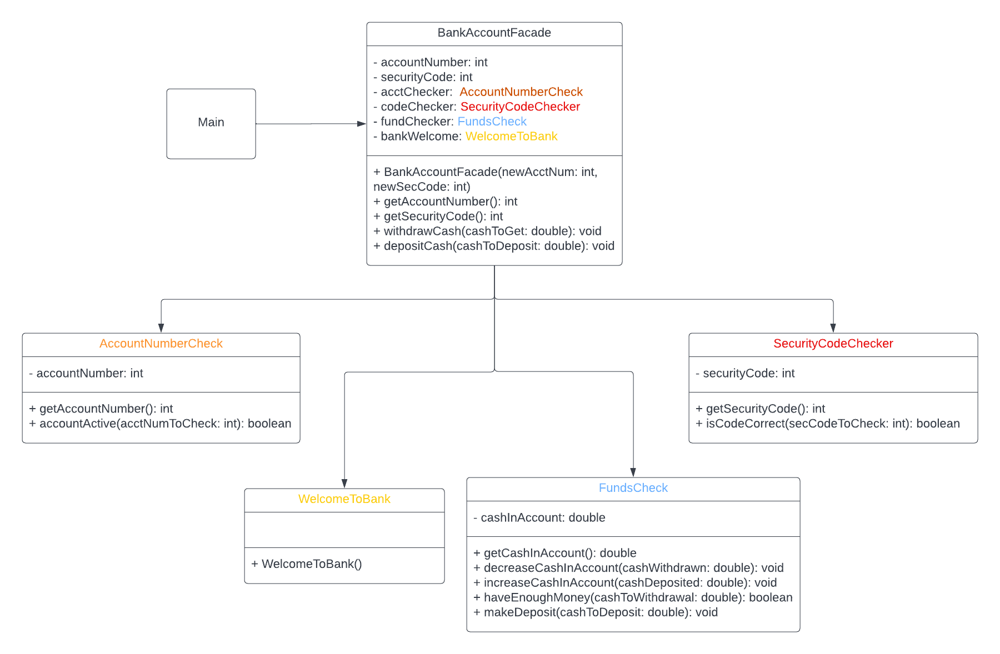 BankAccountFacade
- accountNumber: int
- securityCode: int
- acctChecker:  AccountNumberCheck
- codeChecker: SecurityCodeChecker
- fundChecker: FundsCheck
- bankWelcome: WelcomeToBank
+ BankAccountFacade(newAcctNum: int,
newSecCode: int)
+ getAccountNumber(): int
+ getSecurityCode(): int
+ withdrawCash(cashToGet: double): void
+ depositCash(cashToDeposit: double): void
Main
AccountNumberCheck
- accountNumber: int
+ getAccountNumber(): int
+ accountActive(acctNumToCheck: int): boolean
SecurityCodeChecker
- securityCode: int
+ getSecurityCode(): int
+ isCodeCorrect(secCodeToCheck: int): boolean
WelcomeToBank
+ WelcomeToBank()
FundsCheck
- cashInAccount: double
+ getCashInAccount(): double
+ decreaseCashInAccount(cashWithdrawn: double): void
+ increaseCashInAccount(cashDeposited: double): void
+ haveEnoughMoney(cashToWithdrawal: double): boolean
+ makeDeposit(cashToDeposit: double): void